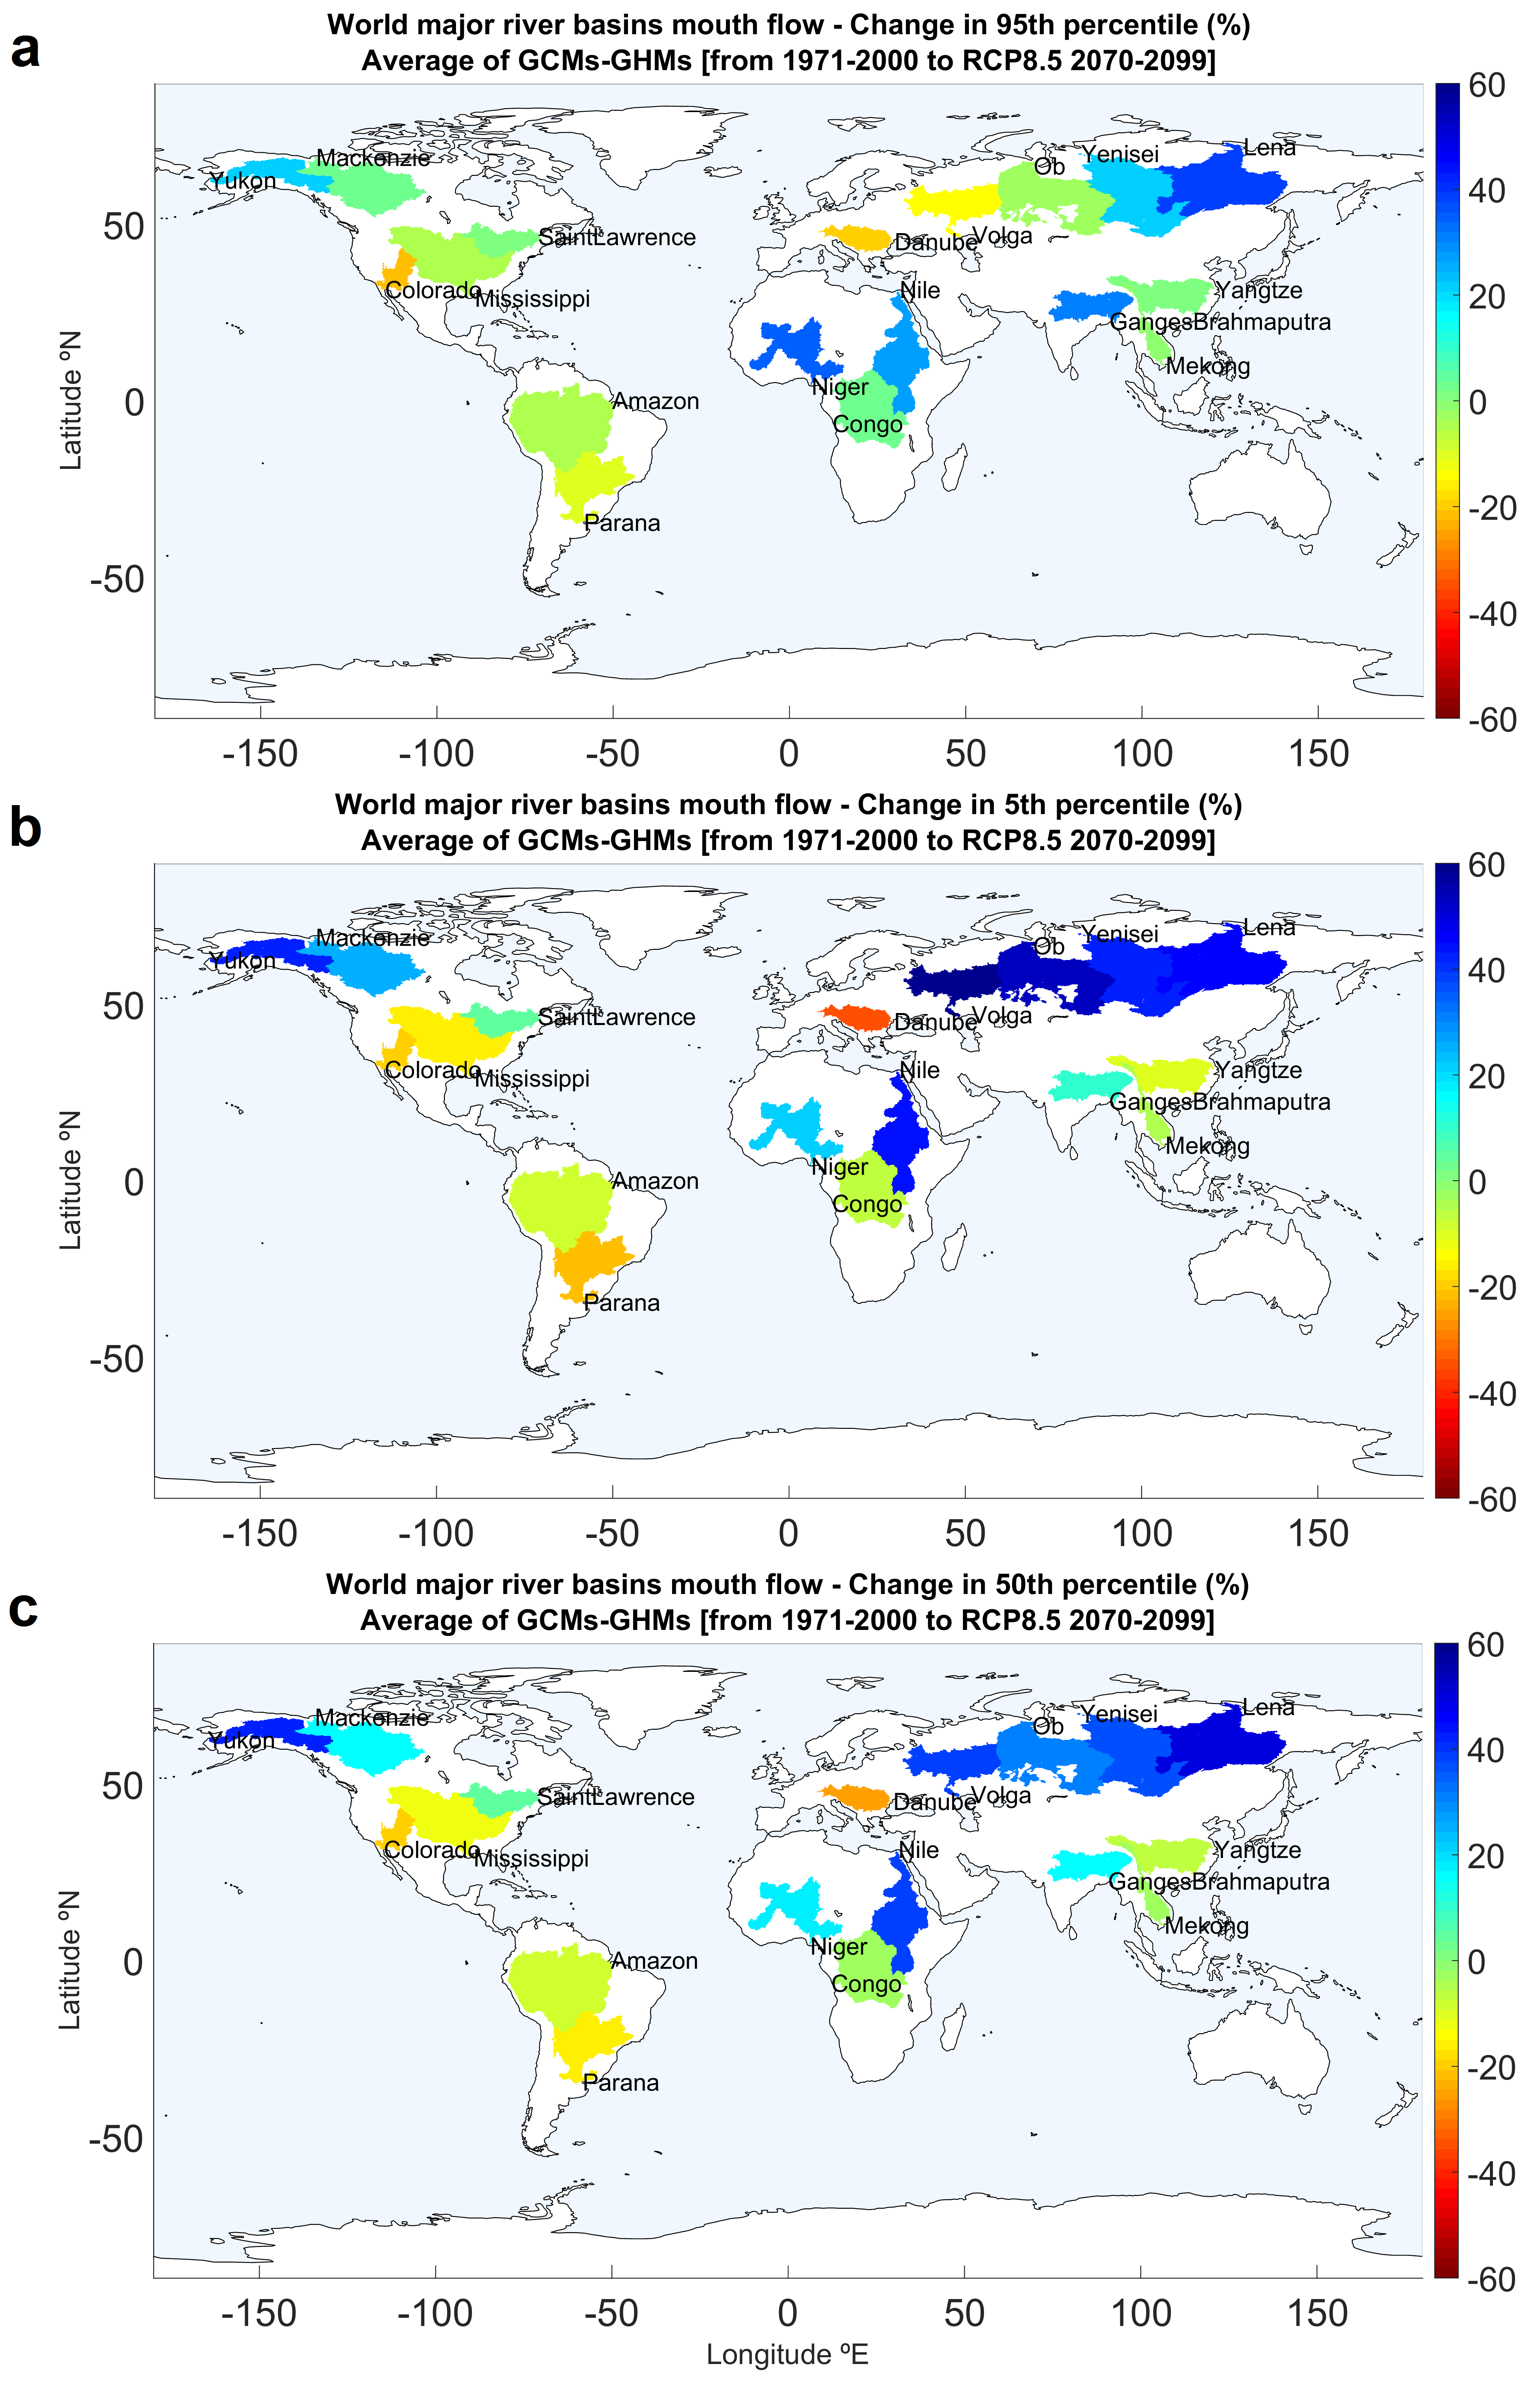 a
World major river basins mouth flow - Change in 95th percentile (%)
Average of GCMs-GHMs [from 1971-2000 to RCP8.5 2070-2099]
Mackenzie
Yukon
SaintLawrence
Colorado
Mississippi
Amazon
Parana
Danube
Volga
Ob
Yenisei
Lena
Nile
Niger
Congo
Yangtze
GangesBrahmaputra
Mekong
Latitude ºN
50
0
-50
-150
-100
-50
0
50
100
150
60
40
20
0
-20
-40
-60
b
World major river basins mouth flow - Change in 5th percentile (%)
Average of GCMs-GHMs [from 1971-2000 to RCP8.5 2070-2099]
Mackenzie
Yukon
SaintLawrence
Colorado
Mississippi
Amazon
Parana
Danube
Volga
Ob
Yenisei
Lena
Nile
Niger
Congo
Yangtze
GangesBrahmaputra
Mekong
Latitude ºN
50
0
-50
-150
-100
-50
0
50
100
150
60
40
20
0
-20
-40
-60
c
World major river basins mouth flow - Change in 50th percentile (%)
Average of GCMs-GHMs [from 1971-2000 to RCP8.5 2070-2099]
Mackenzie
Yukon
SaintLawrence
Colorado
Mississippi
Amazon
Parana
Danube
Volga
Ob
Yenisei
Lena
Nile
Niger
Congo
Yangtze
GangesBrahmaputra
Mekong
Latitude ºN
50
0
-50
-150
-100
-50
0
50
100
150
Longitude ºE
60
40
20
0
-20
-40
-60